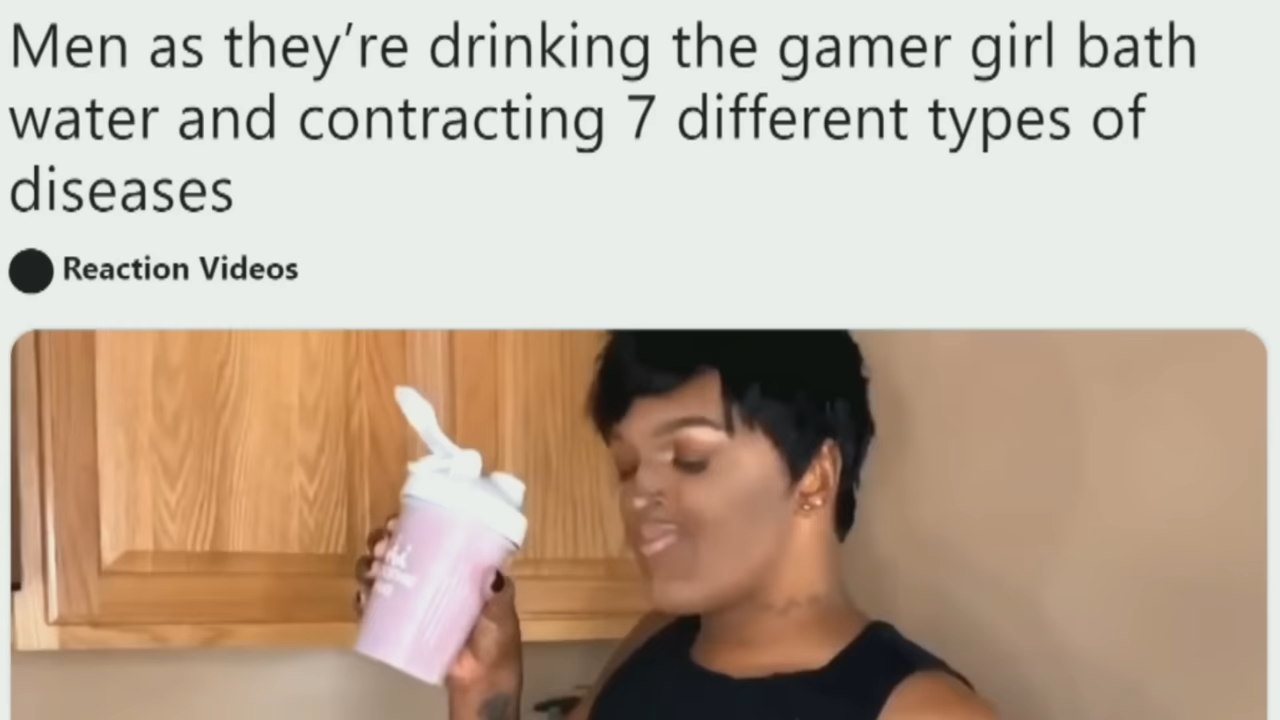 Men as they’re drinking the gamer girl bath
water and contracting 7 different types of
diseases
Reaction Videos